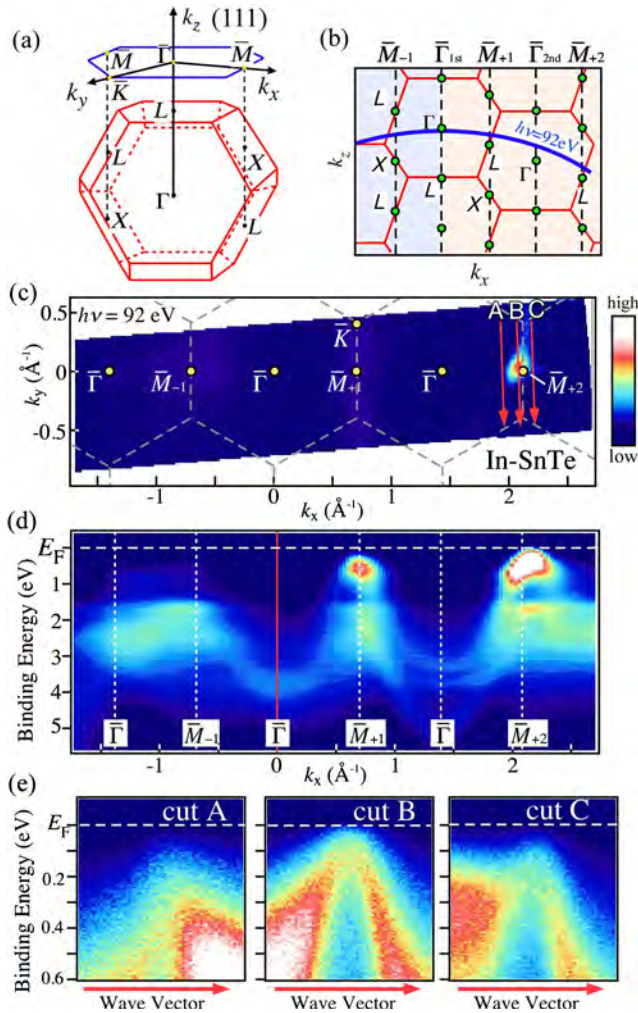 (a)
k_z (111)
M̄
Γ̄
M̄
k_y
K̄
k_x
L
L
X
X
Γ
L
(b)
M̄₋₁ Γ̄1st M̄₊₁ Γ̄2nd M̄₊₂
L
Γ
hν=92eV
k_z
X
L
L
Γ
L
X
L
k_x
(c)
high
low
0.5
0
-0.5
k_y (Å⁻¹)
hν = 92 eV
K̄
A B C
Γ̄ M̄₋₁ Γ̄ M̄₊₁ Γ̄ M̄₊₂
In-SnTe
-1 0 1 2
k_x (Å⁻¹)
(d)
E_F
1
2
3
4
5
Binding Energy (eV)
Γ̄ M̄₋₁ Γ̄ M̄₊₁ Γ̄ M̄₊₂
-1 0 1 2
k_x (Å⁻¹)
(e)
cut A cut B cut C
E_F
0.2
0.4
0.6
Binding Energy (eV)
Wave Vector Wave Vector Wave Vector